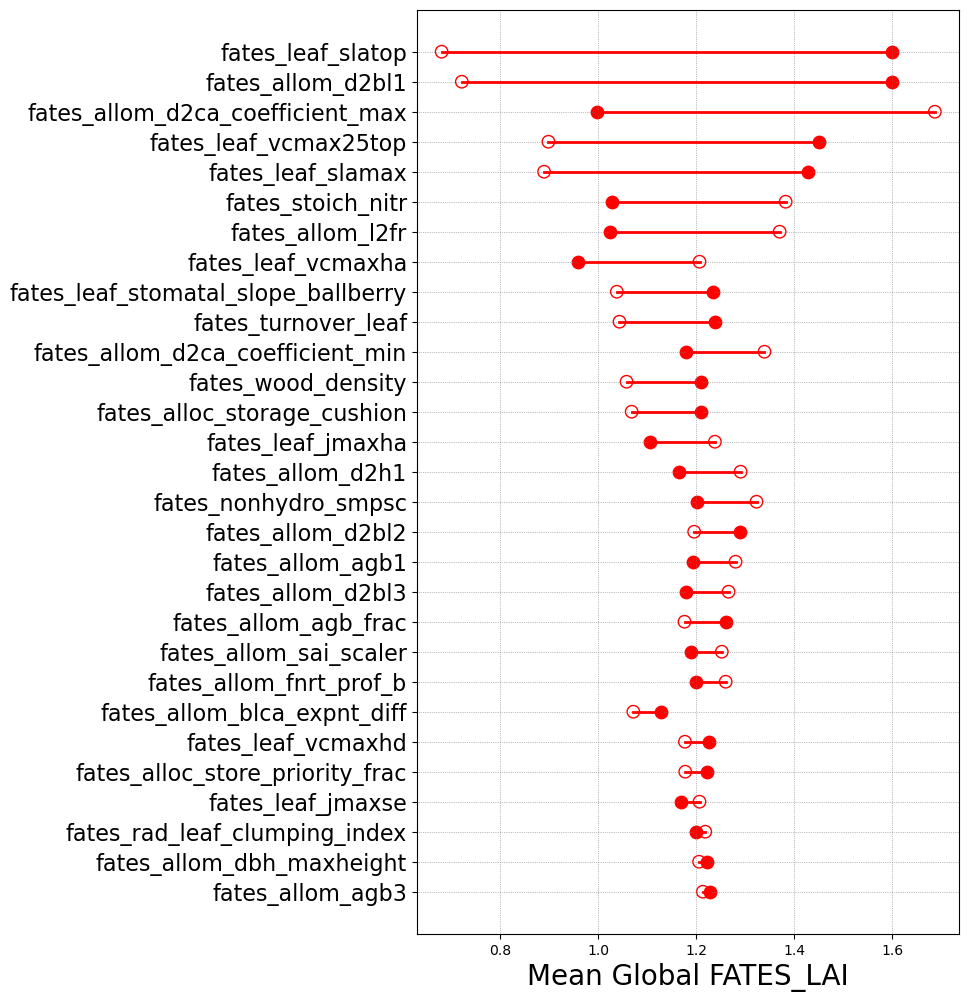 fates_leaf_slatop
fates_allom_d2bl1
fates_allom_d2ca_coefficient_max
fates_leaf_vcmax25top
fates_leaf_slamax
fates_stoich_nitr
fates_allom_l2fr
fates_leaf_vcmaxha
fates_leaf_stomatal_slope_ballberry
fates_turnover_leaf
fates_allom_d2ca_coefficient_min
fates_wood_density
fates_alloc_storage_cushion
fates_leaf_jmaxha
fates_allom_d2h1
fates_nonhydro_smpsc
fates_allom_d2bl2
fates_allom_agb1
fates_allom_d2bl3
fates_allom_agb_frac
fates_allom_sai_scaler
fates_allom_fnrt_prof_b
fates_allom_blca_expnt_diff
fates_leaf_vcmaxhd
fates_alloc_store_priority_frac
fates_leaf_jmaxse
fates_rad_leaf_clumping_index
fates_allom_dbh_maxheight
fates_allom_agb3
0.8 1.0 1.2 1.4 1.6
Mean Global FATES_LAI